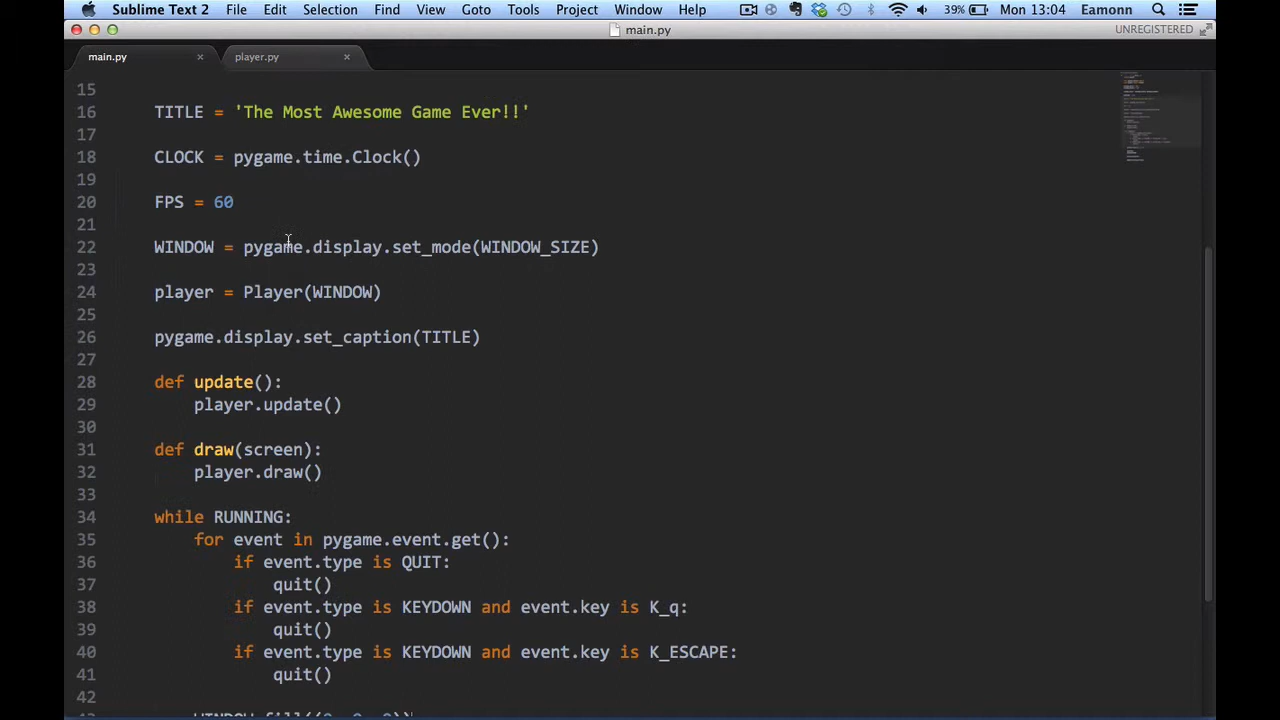 Sublime Text 2 File Edit Selection Find View Goto Tools Project Window Help 39% Mon 13:04 Eamonn
main.py UNREGISTERED
main.py player.py
15
16 TITLE = 'The Most Awesome Game Ever!!'
17
18 CLOCK = pygame.time.Clock()
19
20 FPS = 60
21
22 WINDOW = pygame.display.set_mode(WINDOW_SIZE)
23
24 player = Player(WINDOW)
25
26 pygame.display.set_caption(TITLE)
27
28 def update():
29 player.update()
30
31 def draw(screen):
32 player.draw()
33
34 while RUNNING:
35 for event in pygame.event.get():
36 if event.type is QUIT:
37 quit()
38 if event.type is KEYDOWN and event.key is K_q:
39 quit()
40 if event.type is KEYDOWN and event.key is K_ESCAPE:
41 quit()
42
43 WINDOW.fill((0, 0, 0))